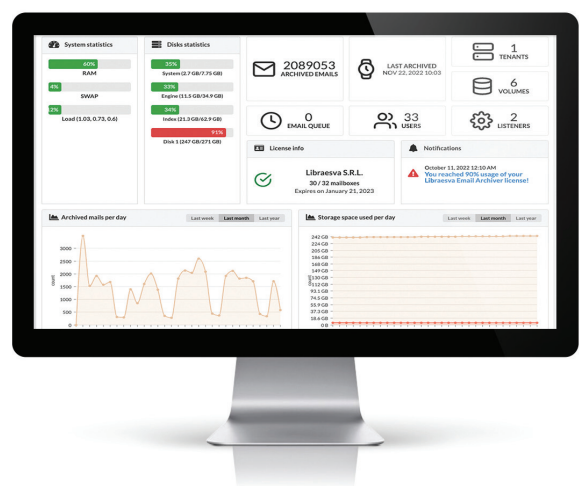 System statistics
60%
RAM
4%
SWAP
2%
Load (1.03, 0.73, 0.6)
Disks statistics
35%
System (2.7 GB/7.75 GB)
33%
Engine (11.5 GB/34.9 GB)
34%
Index (21.3 GB/62.9 GB)
91%
Disk 1 (247 GB/271 GB)
2089053
ARCHIVED EMAILS
LAST ARCHIVED
NOV 22, 2022 10:03
1
TENANTS
6
VOLUMES
0
EMAIL QUEUE
33
USERS
2
LISTENERS
License info
Libraesva S.R.L.
30 / 32 mailboxes
Expires on January 21, 2023
Notifications
October 11, 2022 12:10 AM
You reached 90% usage of your
Libraesva Email Archiver license!
Archived mails per day
Last week Last month Last year
count
3000
2500
2000
1500
1000
500
0
Storage space used per day
Last week Last month Last year
count
242 GB
224 GB
205 GB
186 GB
168 GB
149 GB
130 GB
112 GB
93.1 GB
74.5 GB
55.9 GB
37.3 GB
18.6 GB
0 B